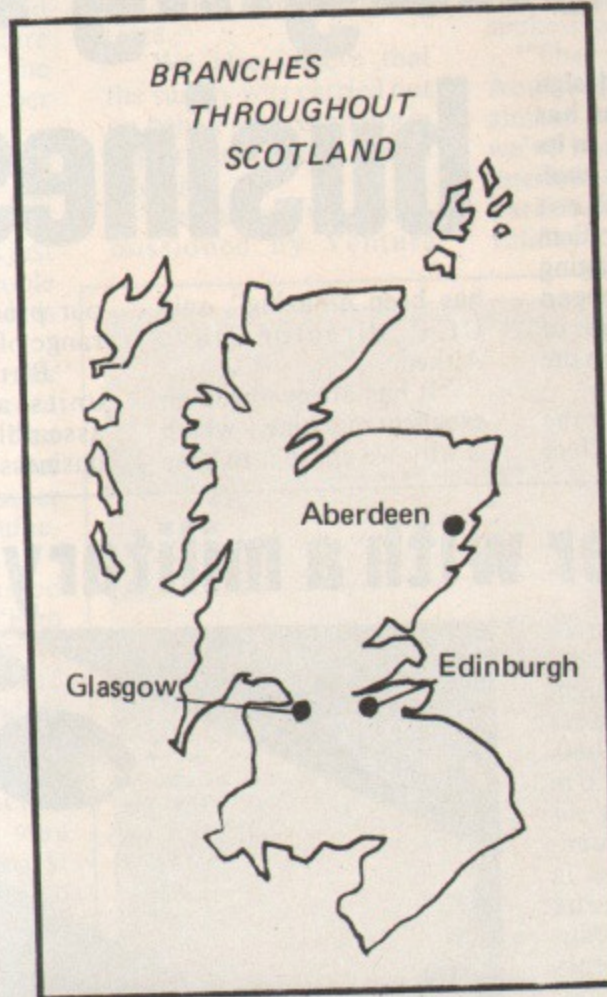 BRANCHES
THROUGHOUT
SCOTLAND
Aberdeen
Edinburgh
Glasgow